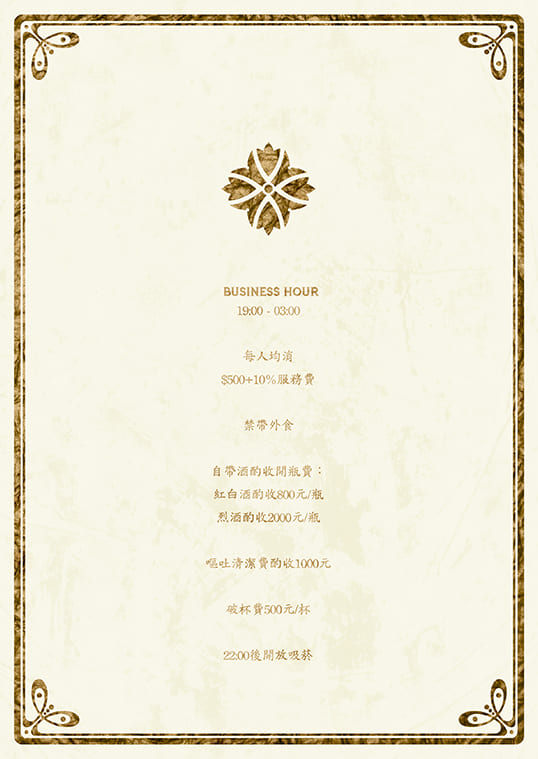 BUSINESS HOUR
19:00 - 03:00
每人均消
$500+10%服務費
禁帶外食
自帶酒酌收開瓶費：
紅白酒酌收800元/瓶
烈酒酌收2000元/瓶
嘔吐清潔費酌收1000元
破杯費500元/杯
22:00後開放吸菸